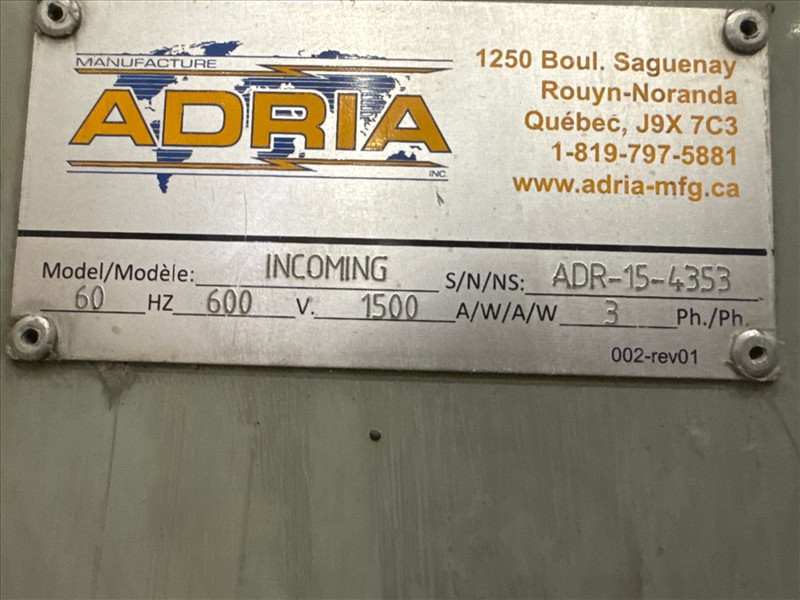 MANUFACTURE
ADRIA
INC.
1250 Boul. Saguenay
Rouyn-Noranda
Québec, J9X 7C3
1-819-797-5881
www.adria-mfg.ca
Model/Modèle: INCOMING S/N/NS: ADR-15-4353
60 HZ 600 V. 1500 A/W/A/W 3 Ph./Ph.
002-rev01